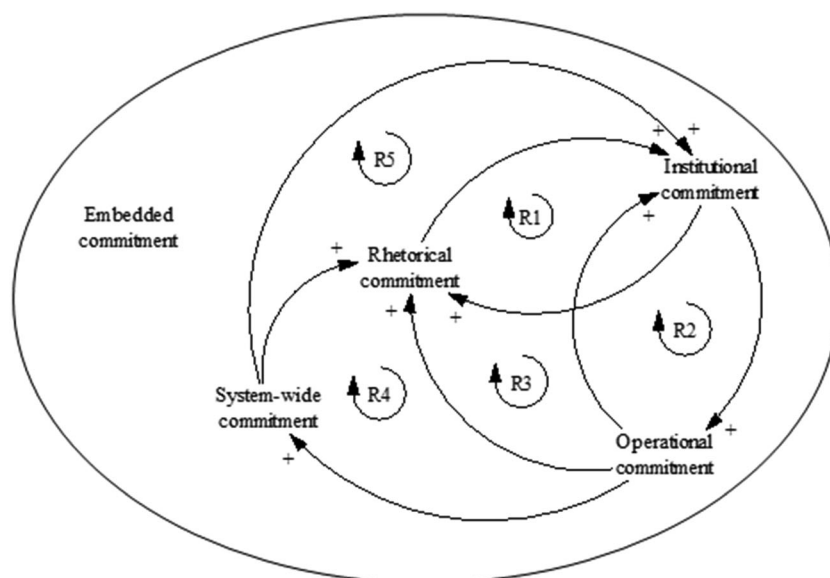 + +
Institutional
commitment
+
R5
R1
Embedded
commitment
+
Rhetorical
commitment
+
+
R2
R3
R4
System-wide
commitment
+
+
Operational
commitment